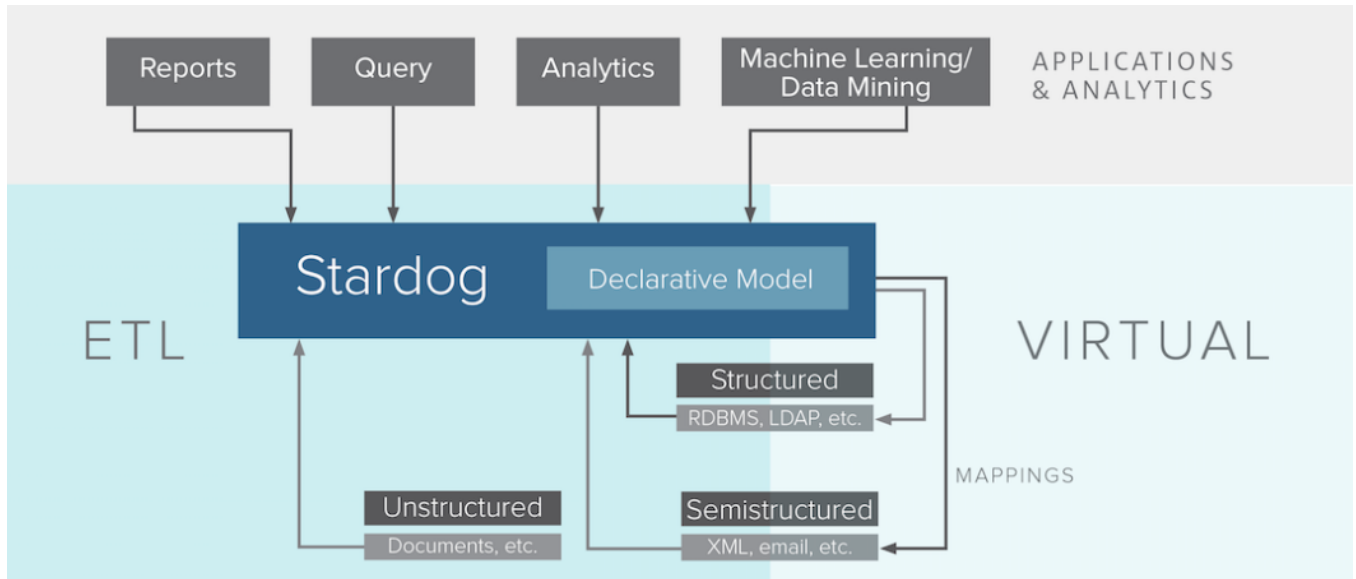 Reports
Query
Analytics
Machine Learning/
Data Mining
APPLICATIONS
& ANALYTICS
Stardog
Declarative Model
ETL
VIRTUAL
Structured
RDBMS, LDAP, etc.
MAPPINGS
Unstructured
Documents, etc.
Semistructured
XML, email, etc.